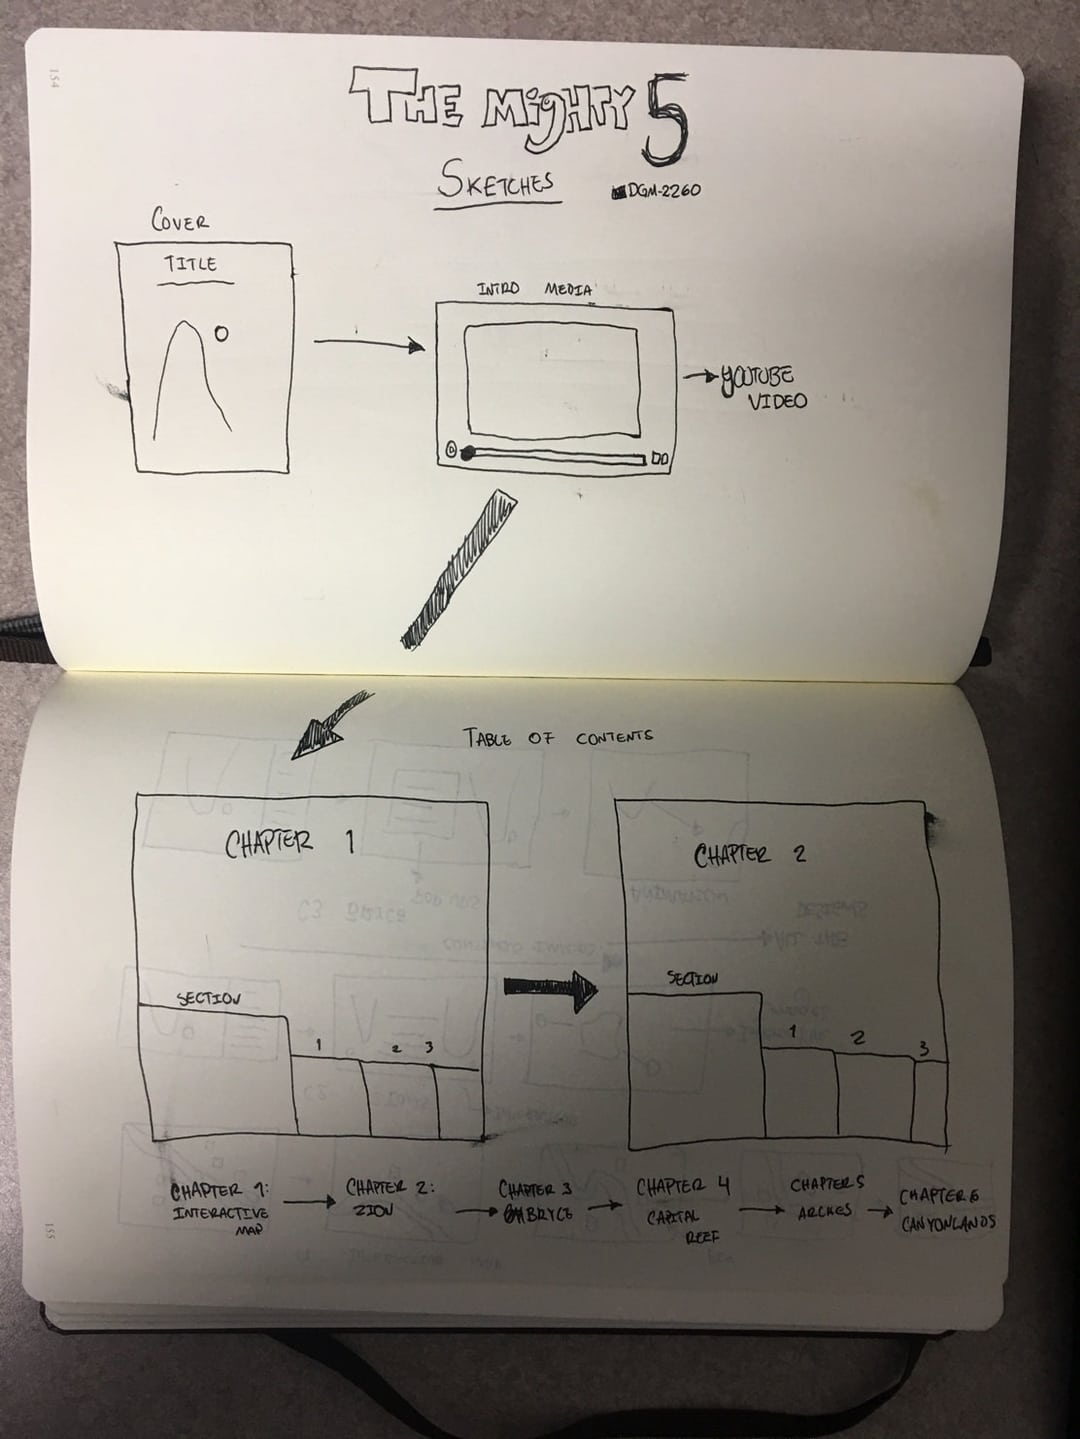 154
THE MigHTY 5
SKETCHES
DGM-2260
COVER
TITLE
INTRO MEDIA
YOUTUBE
VIDEO
TABLE OF CONTENTS
CHAPTER 1
SECTION
1 2 3
CHAPTER 2
SECTION
1 2 3
CHAPTER 1:
INTERACTIVE
MAP
CHAPTER 2:
ZION
CHAPTER 3
BRYCE
CHAPTER 4
CAPITAL
REEF
CHAPTER 5
ARCHES
CHAPTER 6
CANYONLANDS
155